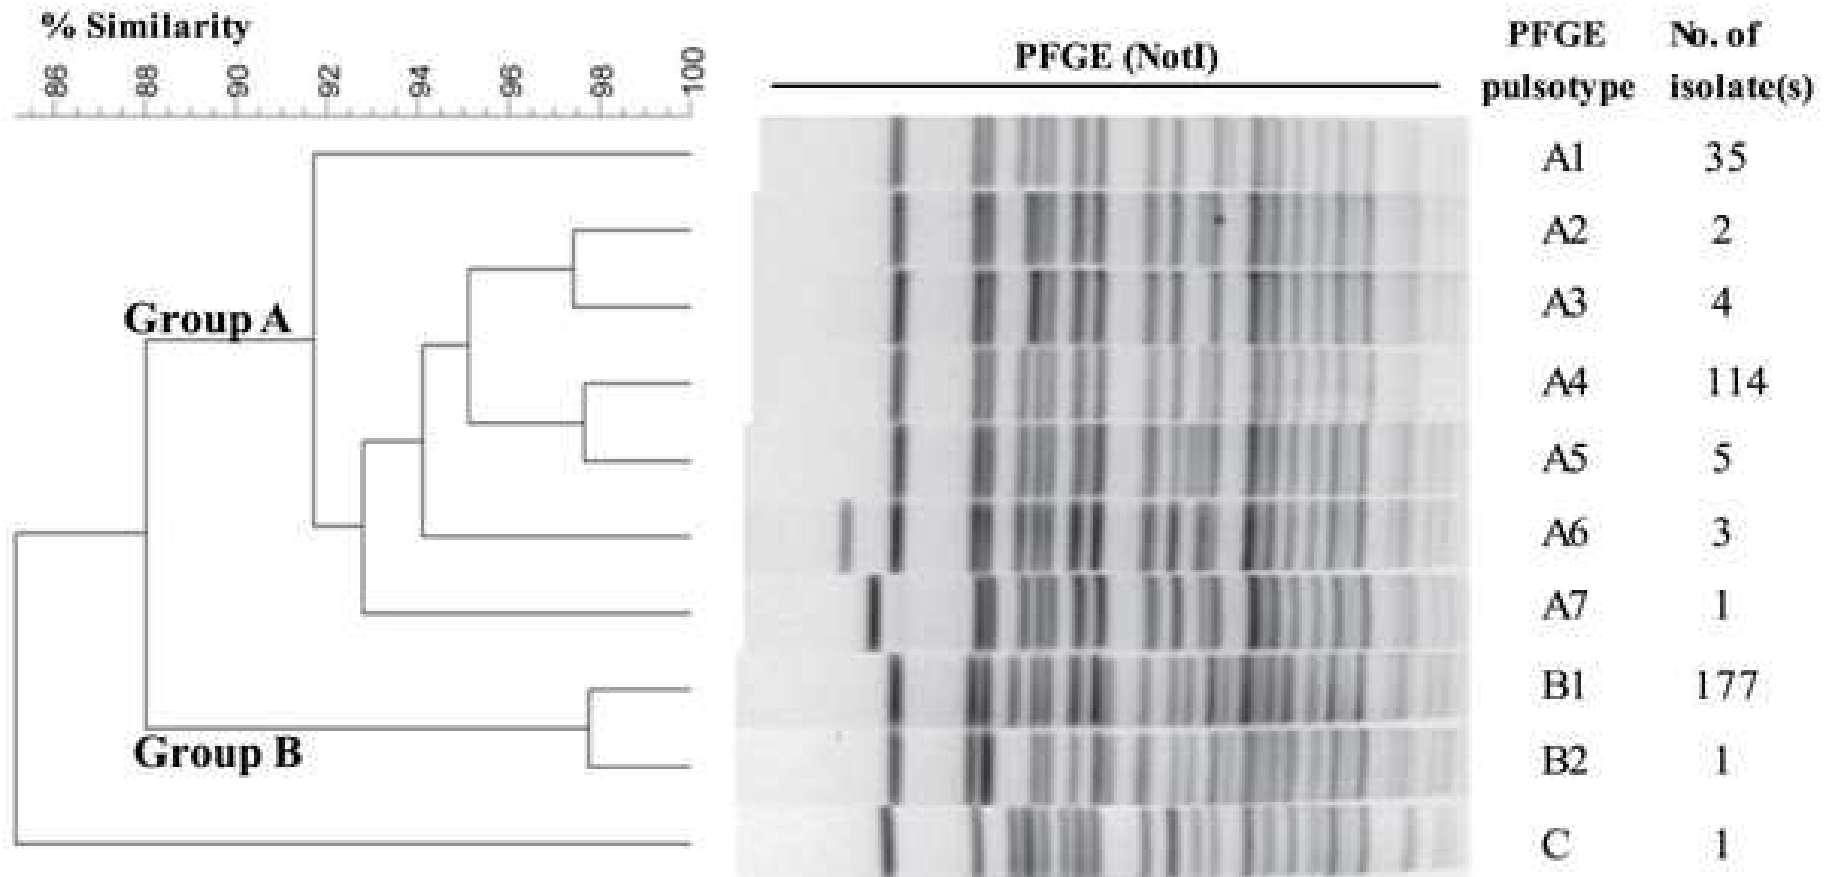 % Similarity
86 88 90 92 94 96 98 100
PFGE (NotI)
PFGE pulsotype
No. of isolate(s)
A1 35
A2 2
A3 4
Group A
A4 114
A5 5
A6 3
A7 1
B1 177
Group B
B2 1
C 1